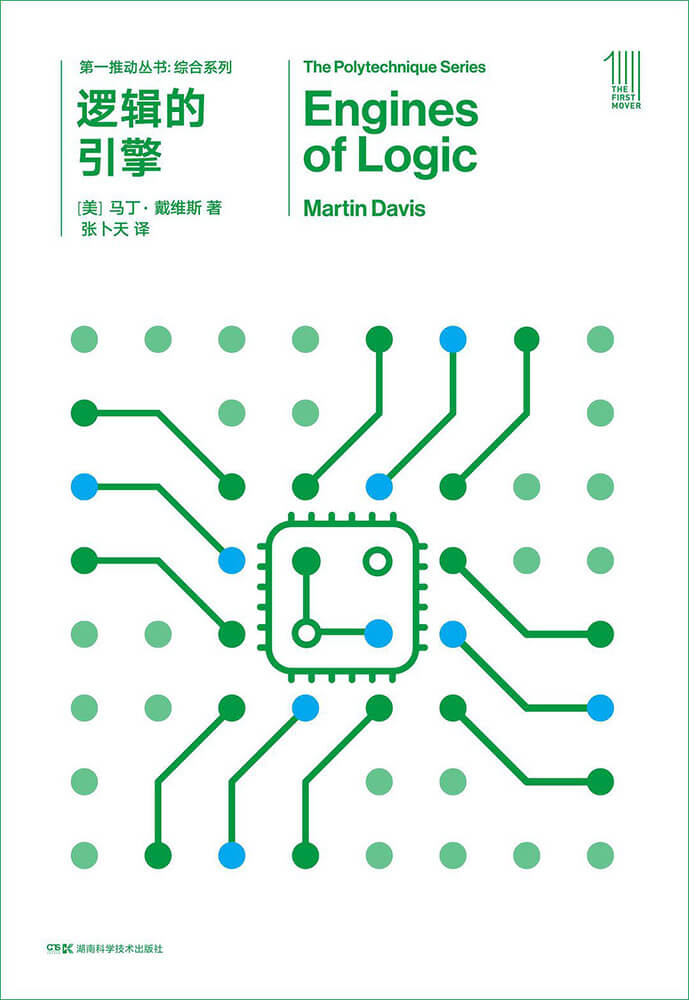 第一推动丛书: 综合系列
逻辑的
引擎
[美] 马丁·戴维斯 著
张卜天 译
The Polytechnique Series
Engines
of Logic
Martin Davis
THE
FIRST
MOVER
湖南科学技术出版社